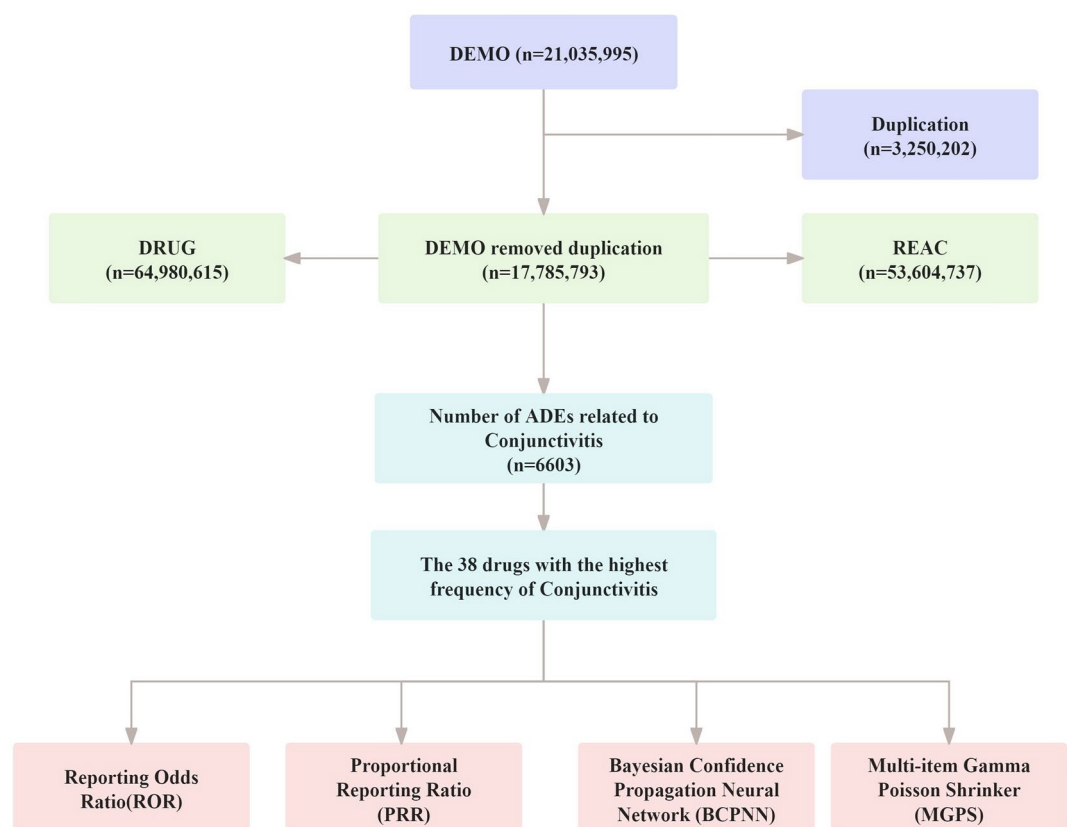 DEMO (n=21,035,995)
Duplication
(n=3,250,202)
DRUG
(n=64,980,615)
DEMO removed duplication
(n=17,785,793)
REAC
(n=53,604,737)
Number of ADEs related to
Conjunctivitis
(n=6603)
The 38 drugs with the highest
frequency of Conjunctivitis
Reporting Odds
Ratio(ROR)
Proportional
Reporting Ratio
(PRR)
Bayesian Confidence
Propagation Neural
Network (BCPNN)
Multi-item Gamma
Poisson Shrinker
(MGPS)